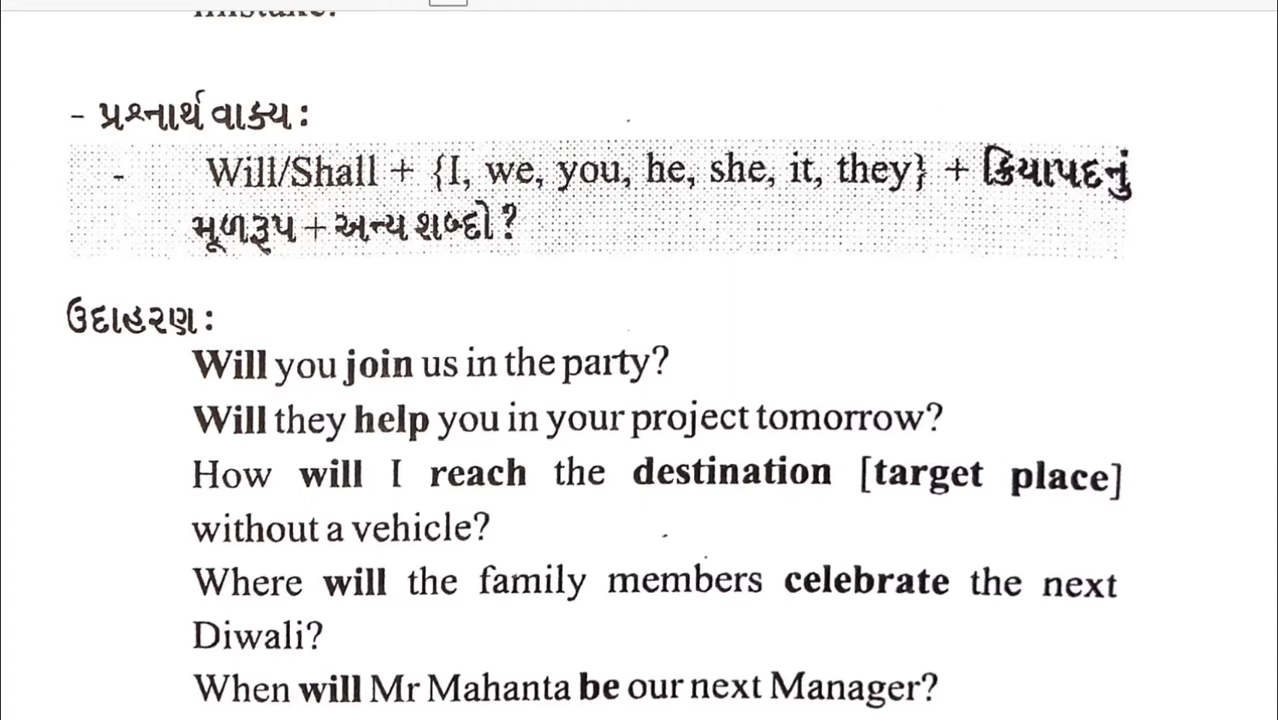 mistake.
- પ્રશ્નાર્થ વાક્ય :
- Will/Shall + {I, we, you, he, she, it, they} + ક્રિયાપદનું
મૂળરૂપ + અન્ય શબ્દો ?
ઉદાહરણ :
Will you join us in the party?
Will they help you in your project tomorrow?
How will I reach the destination [target place]
without a vehicle?
Where will the family members celebrate the next
Diwali?
When will Mr Mahanta be our next Manager?